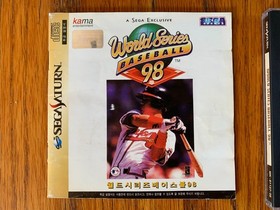 kama
A SEGA EXCLUSIVE
SEGA
World Series
BASEBALL
98
TM
SEGA SATURN
월드시리즈베이스볼98